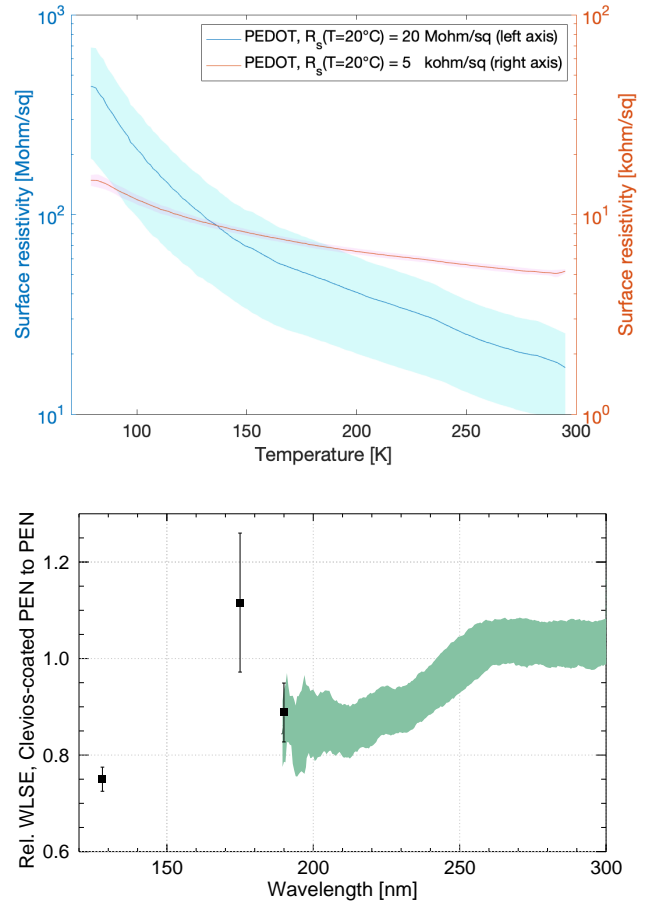 10³
10²
10¹
Surface resistivity [Mohm/sq]
PEDOT, Rₛ(T=20°C) = 20 Mohm/sq (left axis)
PEDOT, Rₛ(T=20°C) = 5 kohm/sq (right axis)
10²
10¹
10⁰
Surface resistivity [kohm/sq]
100 150 200 250 300
Temperature [K]
Rel. WLSE, Clevios-coated PEN to PEN
1.2
1.0
0.8
0.6
150 200 250 300
Wavelength [nm]